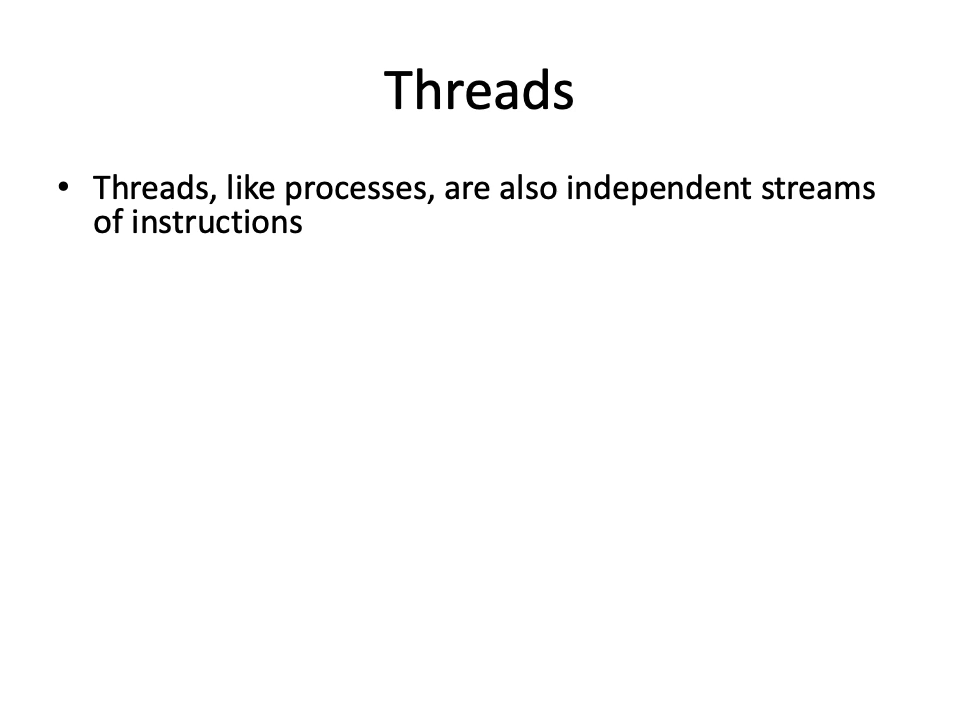 Threads
• Threads, like processes, are also independent streams
of instructions